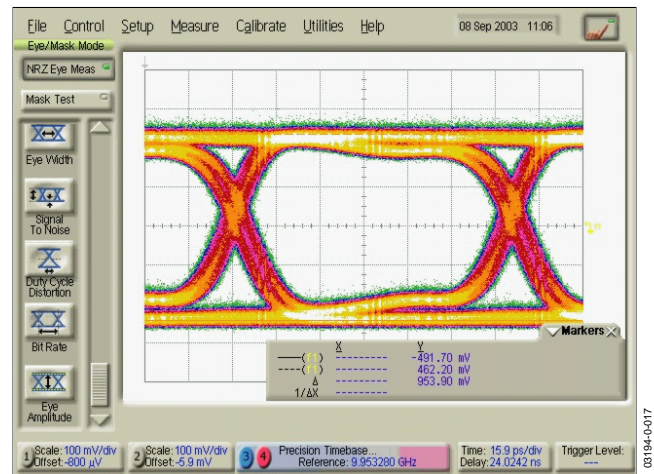 File Control Setup Measure Calibrate Utilities Help 08 Sep 2003 11:06
Eye/Mask Mode
NRZ Eye Meas
Mask Test
Eye Width
Signal
To Noise
Duty Cycle
Distortion
Bit Rate
Eye
Amplitude
Markers
X Y
(f1) --------- -491.70 mV
----(f1) --------- 462.20 mV
Δ --------- 953.90 mV
1/ΔX ---------
1 Scale: 100 mV/div
Offset: -800 μV
2 Scale: 100 mV/div
Offset: -5.9 mV
3 4 Precision Timebase...
Reference: 9.953280 GHz
Time: 15.9 ps/div
Delay: 24.0242 ns
Trigger Level:
---
03194-0-017